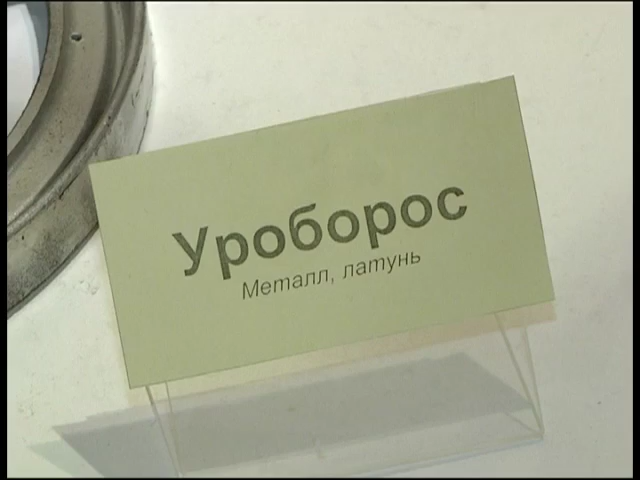 Уроборос
Металл, латунь